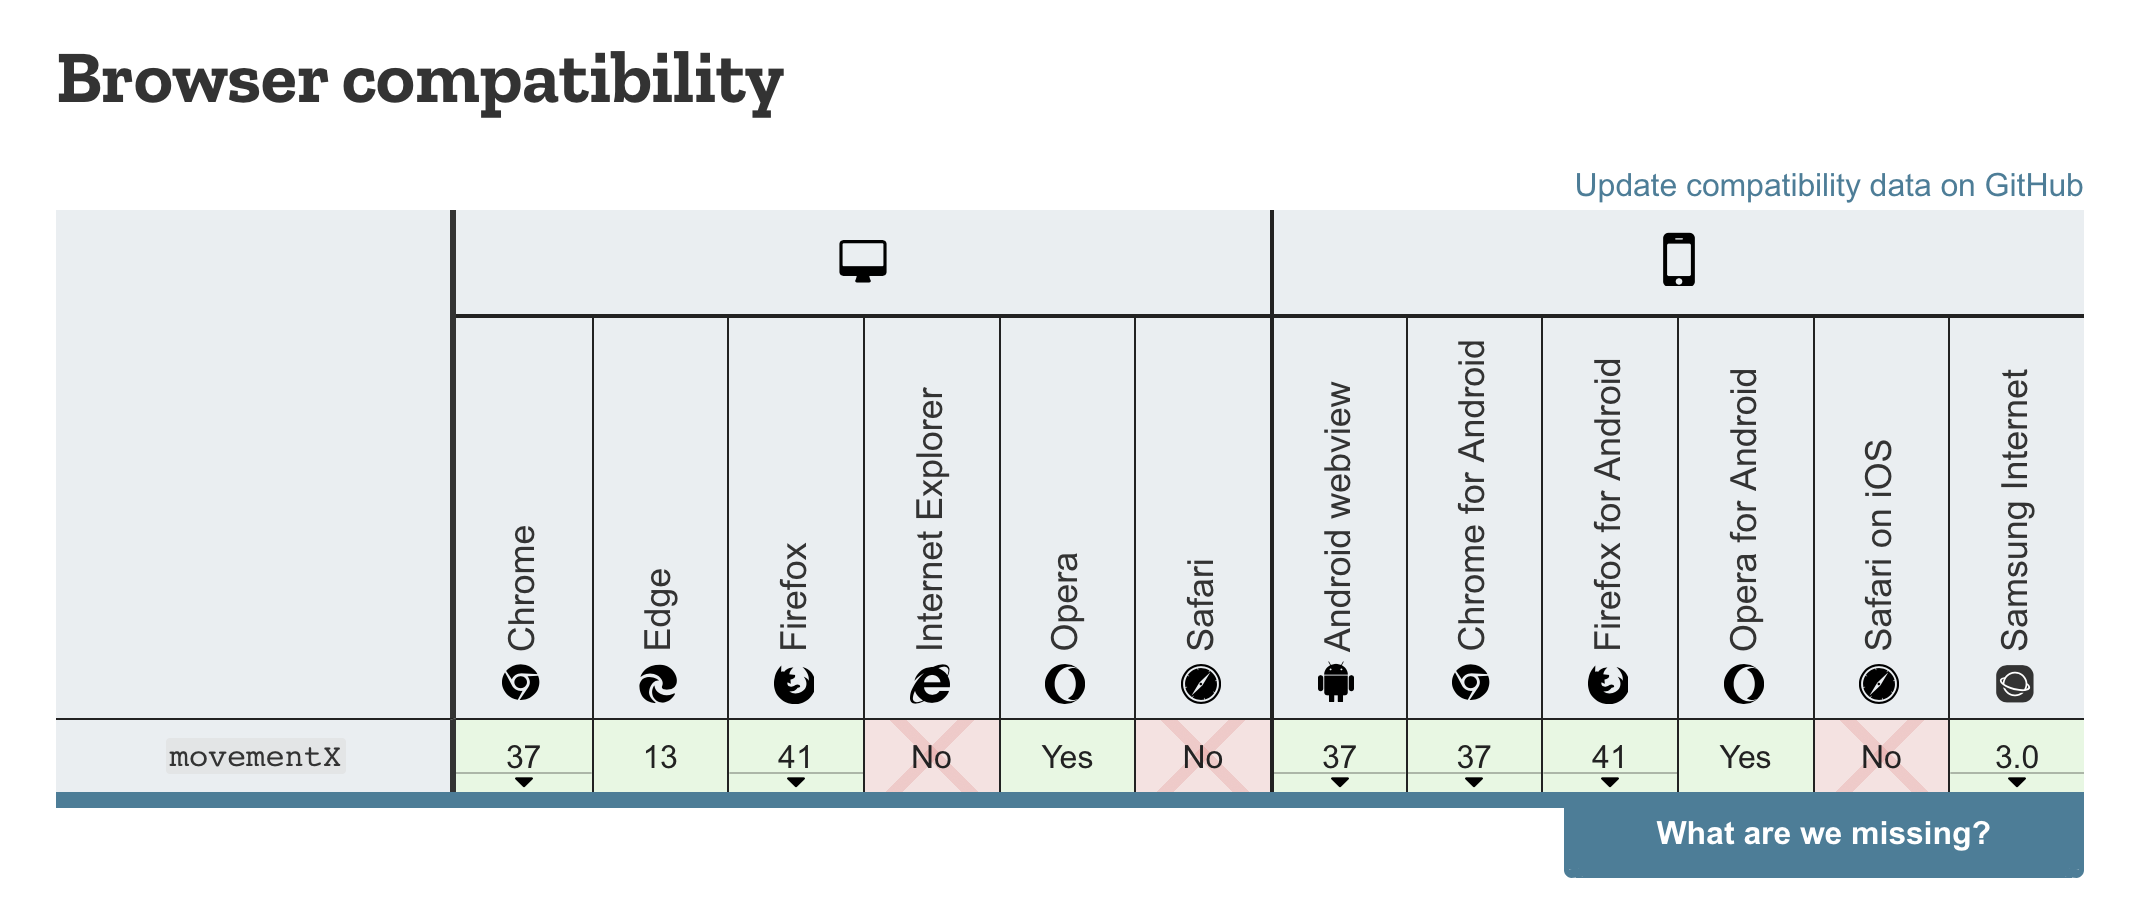 Browser compatibility
Update compatibility data on GitHub
Chrome
Edge
Firefox
Internet Explorer
Opera
Safari
Android webview
Chrome for Android
Firefox for Android
Opera for Android
Safari on iOS
Samsung Internet
movementX 37 13 41 No Yes No 37 37 41 Yes No 3.0
What are we missing?